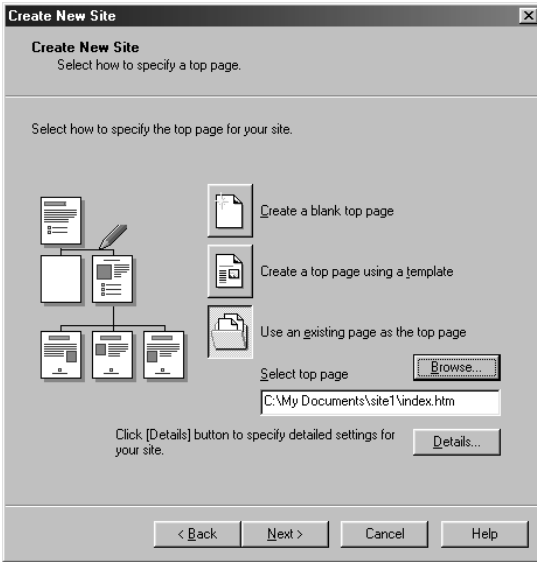 Create New Site
Create New Site
Select how to specify a top page.
Select how to specify the top page for your site.
Create a blank top page
Create a top page using a template
Use an existing page as the top page
Select top page
Browse...
C:\My Documents\site1\index.htm
Click [Details] button to specify detailed settings for
your site.
Details...
< Back
Next >
Cancel
Help